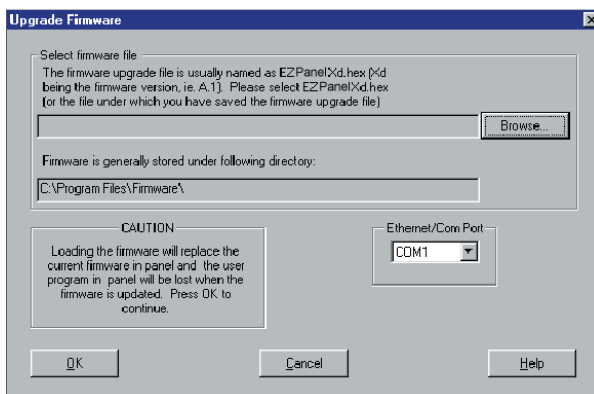 Upgrade Firmware
Select firmware file
The firmware upgrade file is usually named as EZPanelXd.hex (Xd
being the firmware version, ie. A.1). Please select EZPanelXd.hex
(or the file under which you have saved the firmware upgrade file)
Browse...
Firmware is generally stored under following directory:
C:\Program Files\Firmware\
CAUTION
Loading the firmware will replace the
current firmware in panel and the user
program in panel will be lost when the
firmware is updated. Press OK to
continue.
Ethernet/Com Port
COM1
OK
Cancel
Help